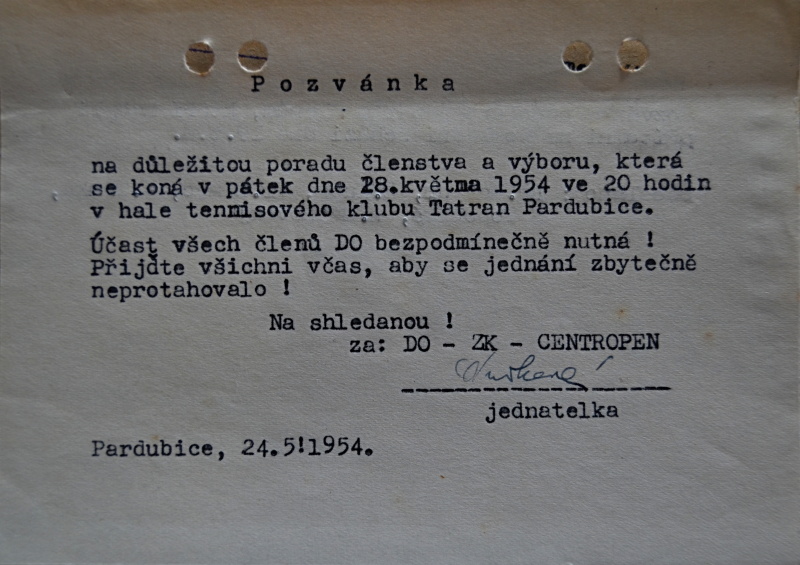 Pozvánka
na důležitou poradu členstva a výboru, která
se koná v pátek dne 28.května 1954 ve 20 hodin
v hale tenisového klubu Tatran Pardubice.
Účast všech členů DO bezpodmínečně nutná !
Přijďte všichni včas, aby se jednání zbytečně
neprotahovalo !
Na shledanou !
za: DO - ZK - CENTROPEN
jednatelka
Pardubice, 24.5!1954.